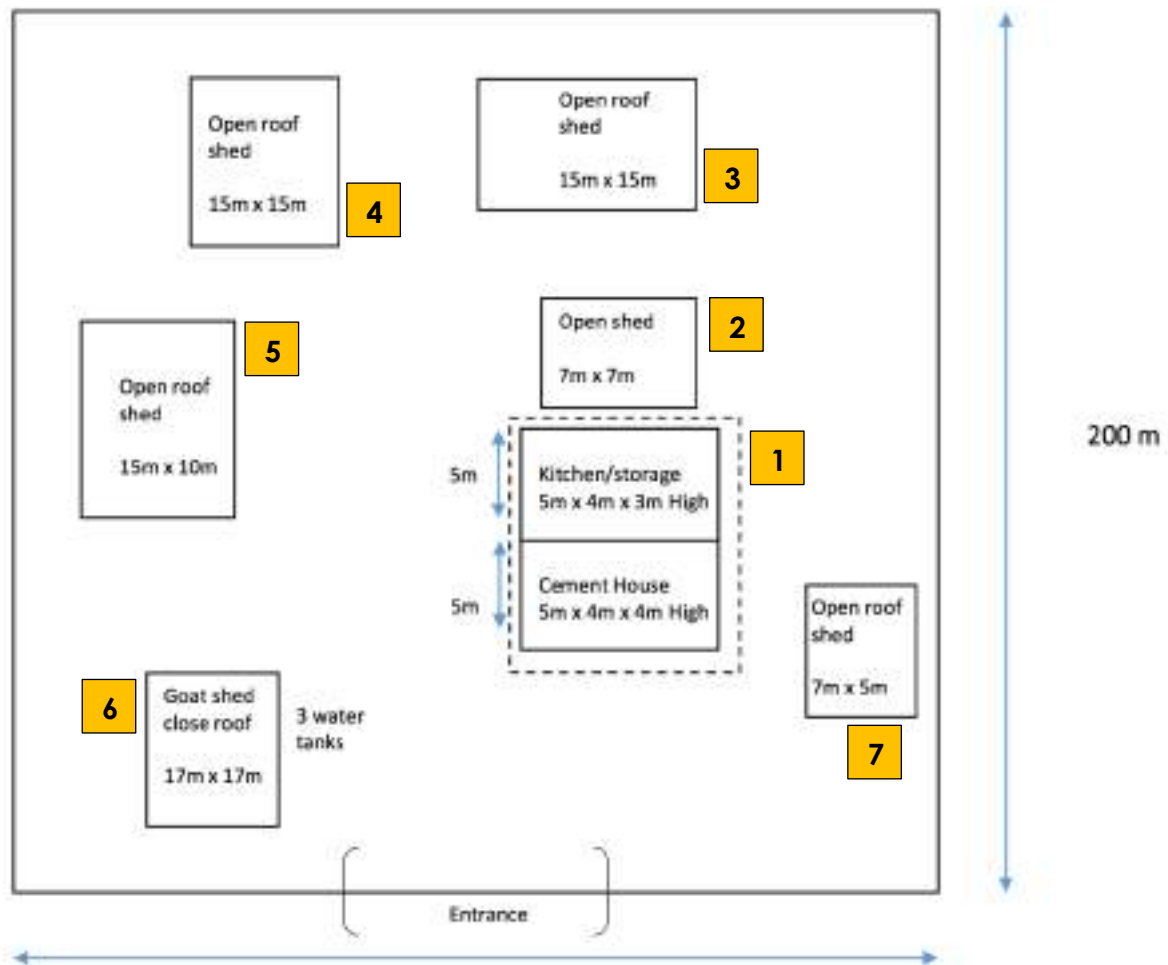 Open roof
shed
15m x 15m
4
Open roof
shed
15m x 15m
3
Open shed
7m x 7m
2
5
Open roof
shed
15m x 10m
200 m
1
5m
Kitchen/storage
5m x 4m x 3m High
5m
Cement House
5m x 4m x 4m High
Open roof
shed
7m x 5m
7
6
Goat shed
close roof
17m x 17m
3 water
tanks
Entrance